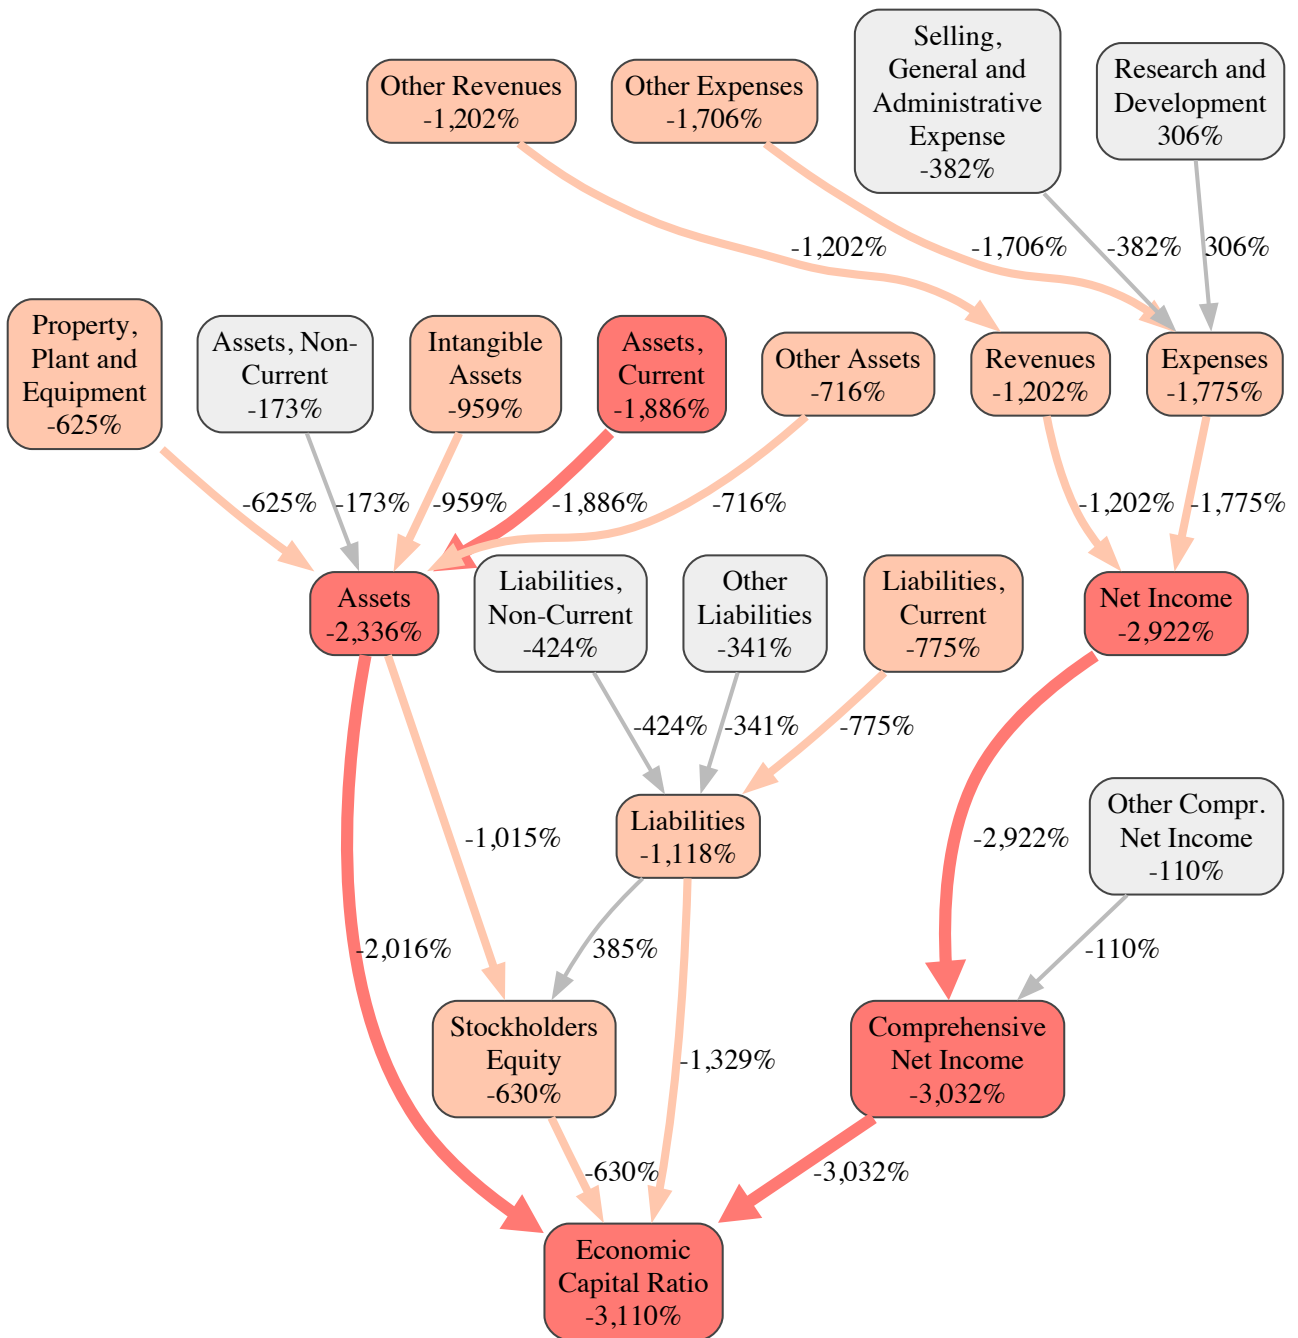 Other Revenues
-1,202%
Other Expenses
-1,706%
Selling,
General and
Administrative
Expense
-382%
Research and
Development
306%
-1,202%
-1,706%
-382%
306%
Property,
Plant and
Equipment
-625%
Assets, Non-
Current
-173%
Intangible
Assets
-959%
Assets,
Current
-1,886%
Other Assets
-716%
Revenues
-1,202%
Expenses
-1,775%
-625%
-173%
-959%
-1,886%
-716%
-1,202%
-1,775%
Assets
-2,336%
Liabilities,
Non-Current
-424%
Other
Liabilities
-341%
Liabilities,
Current
-775%
Net Income
-2,922%
-424%
-341%
-775%
Liabilities
-1,118%
Other Compr.
Net Income
-110%
-1,015%
-2,922%
-2,016%
385%
-110%
Stockholders
Equity
-630%
-1,329%
Comprehensive
Net Income
-3,032%
-630%
-3,032%
Economic
Capital Ratio
-3,110%